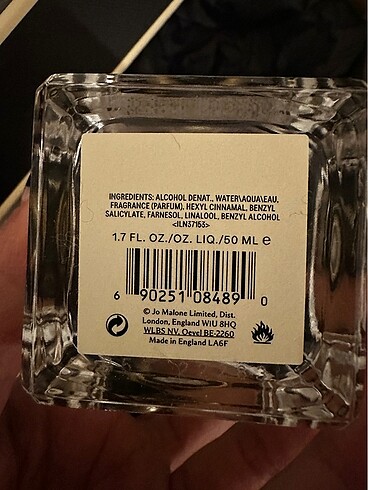 INGREDIENTS: ALCOHOL DENAT., WATER\AQUA\EAU,
FRAGRANCE (PARFUM), HEXYL CINNAMAL, BENZYL
SALICYLATE, FARNESOL, LINALOOL, BENZYL ALCOHOL
<ILN37155>
1.7 FL. OZ./OZ. LIQ./50 ML e
6 90251 08489 0
© Jo Malone Limited, Dist.
London, England W1U 8HQ
WLBS NV. Oevel BE-2260
Made in England LA6F